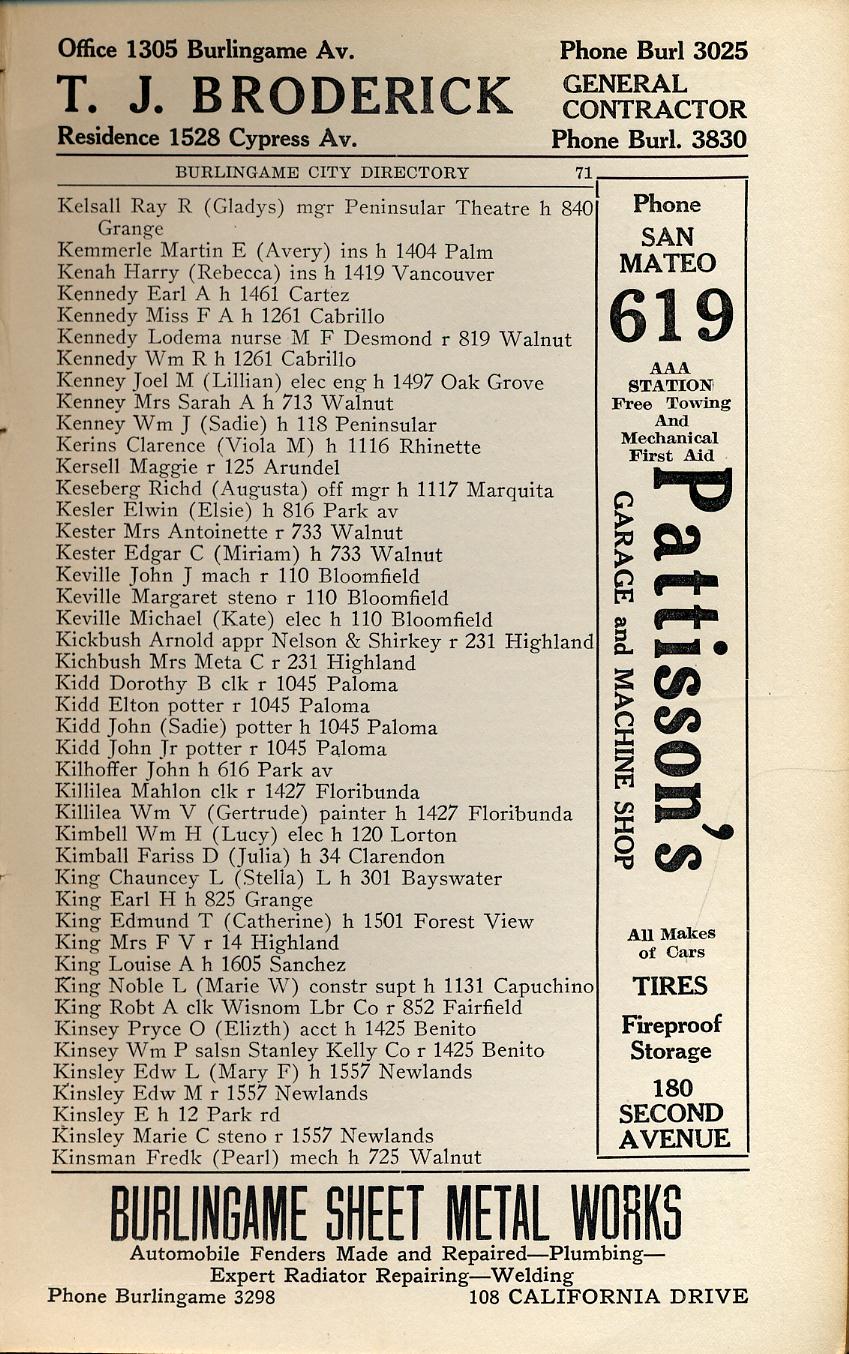 Office 1305 Burlingame Av. Phone Burl 3025
T. J. BRODERICK GENERAL CONTRACTOR
Residence 1528 Cypress Av. Phone Burl. 3830
BURLINGAME CITY DIRECTORY 71
Kelsall Ray R (Gladys) mgr Peninsular Theatre h 840
Grange
Kemmerle Martin E (Avery) ins h 1404 Palm
Kenah Harry (Rebecca) ins h 1419 Vancouver
Kennedy Earl A h 1461 Cartez
Kennedy Miss F A h 1261 Cabrillo
Kennedy Lodema nurse M F Desmond r 819 Walnut
Kennedy Wm R h 1261 Cabrillo
Kenney Joel M (Lillian) elec eng h 1497 Oak Grove
Kenney Mrs Sarah A h 713 Walnut
Kenney Wm J (Sadie) h 118 Peninsular
Kerins Clarence (Viola M) h 1116 Rhinette
Kersell Maggie r 125 Arundel
Keseberg Richd (Augusta) off mgr h 1117 Marquita
Kesler Elwin (Elsie) h 816 Park av
Kester Mrs Antoinette r 733 Walnut
Kester Edgar C (Miriam) h 733 Walnut
Keville John J mach r 110 Bloomfield
Keville Margaret steno r 110 Bloomfield
Keville Michael (Kate) elec h 110 Bloomfield
Kickbush Arnold appr Nelson & Shirkey r 231 Highland
Kichbush Mrs Meta C r 231 Highland
Kidd Dorothy B clk r 1045 Paloma
Kidd Elton potter r 1045 Paloma
Kidd John (Sadie) potter h 1045 Paloma
Kidd John Jr potter r 1045 Paloma
Kilhoffer John h 616 Park av
Killilea Mahlon clk r 1427 Floribunda
Killilea Wm V (Gertrude) painter h 1427 Floribunda
Kimbell Wm H (Lucy) elec h 120 Lorton
Kimball Fariss D (Julia) h 34 Clarendon
King Chauncey L (Stella) L h 301 Bayswater
King Earl H h 825 Grange
King Edmund T (Catherine) h 1501 Forest View
King Mrs F V r 14 Highland
King Louise A h 1605 Sanchez
King Noble L (Marie W) constr supt h 1131 Capuchino
King Robt A clk Wisnom Lbr Co r 852 Fairfield
Kinsey Pryce O (Elizth) acct h 1425 Benito
Kinsey Wm P salsn Stanley Kelly Co r 1425 Benito
Kinsley Edw L (Mary F) h 1557 Newlands
Kinsley Edw M r 1557 Newlands
Kinsley E h 12 Park rd
Kinsley Marie C steno r 1557 Newlands
Kinsman Fredk (Pearl) mech h 725 Walnut
Phone
SAN
MATEO
619
AAA
STATION
Free Towing
And
Mechanical
First Aid
Pattisson's
GARAGE and MACHINE SHOP
All Makes
of Cars
TIRES
Fireproof
Storage
180
SECOND
AVENUE
BURLINGAME SHEET METAL WORKS
Automobile Fenders Made and Repaired—Plumbing—
Expert Radiator Repairing—Welding
Phone Burlingame 3298 108 CALIFORNIA DRIVE